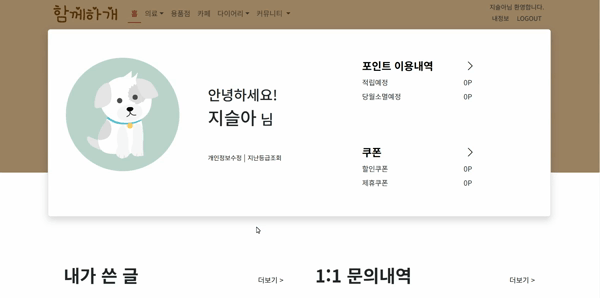 함께하개
홈 의료 용품점 카페 다이어리 커뮤니티
지슬아님 환영합니다.
내정보 LOGOUT
안녕하세요!
지슬아 님
개인정보수정 | 지난등급조회
포인트 이용내역
적립예정 0P
당월소멸예정 0P
쿠폰
할인쿠폰 0P
제휴쿠폰 0P
내가 쓴 글 더보기 >
1:1 문의내역 더보기 >